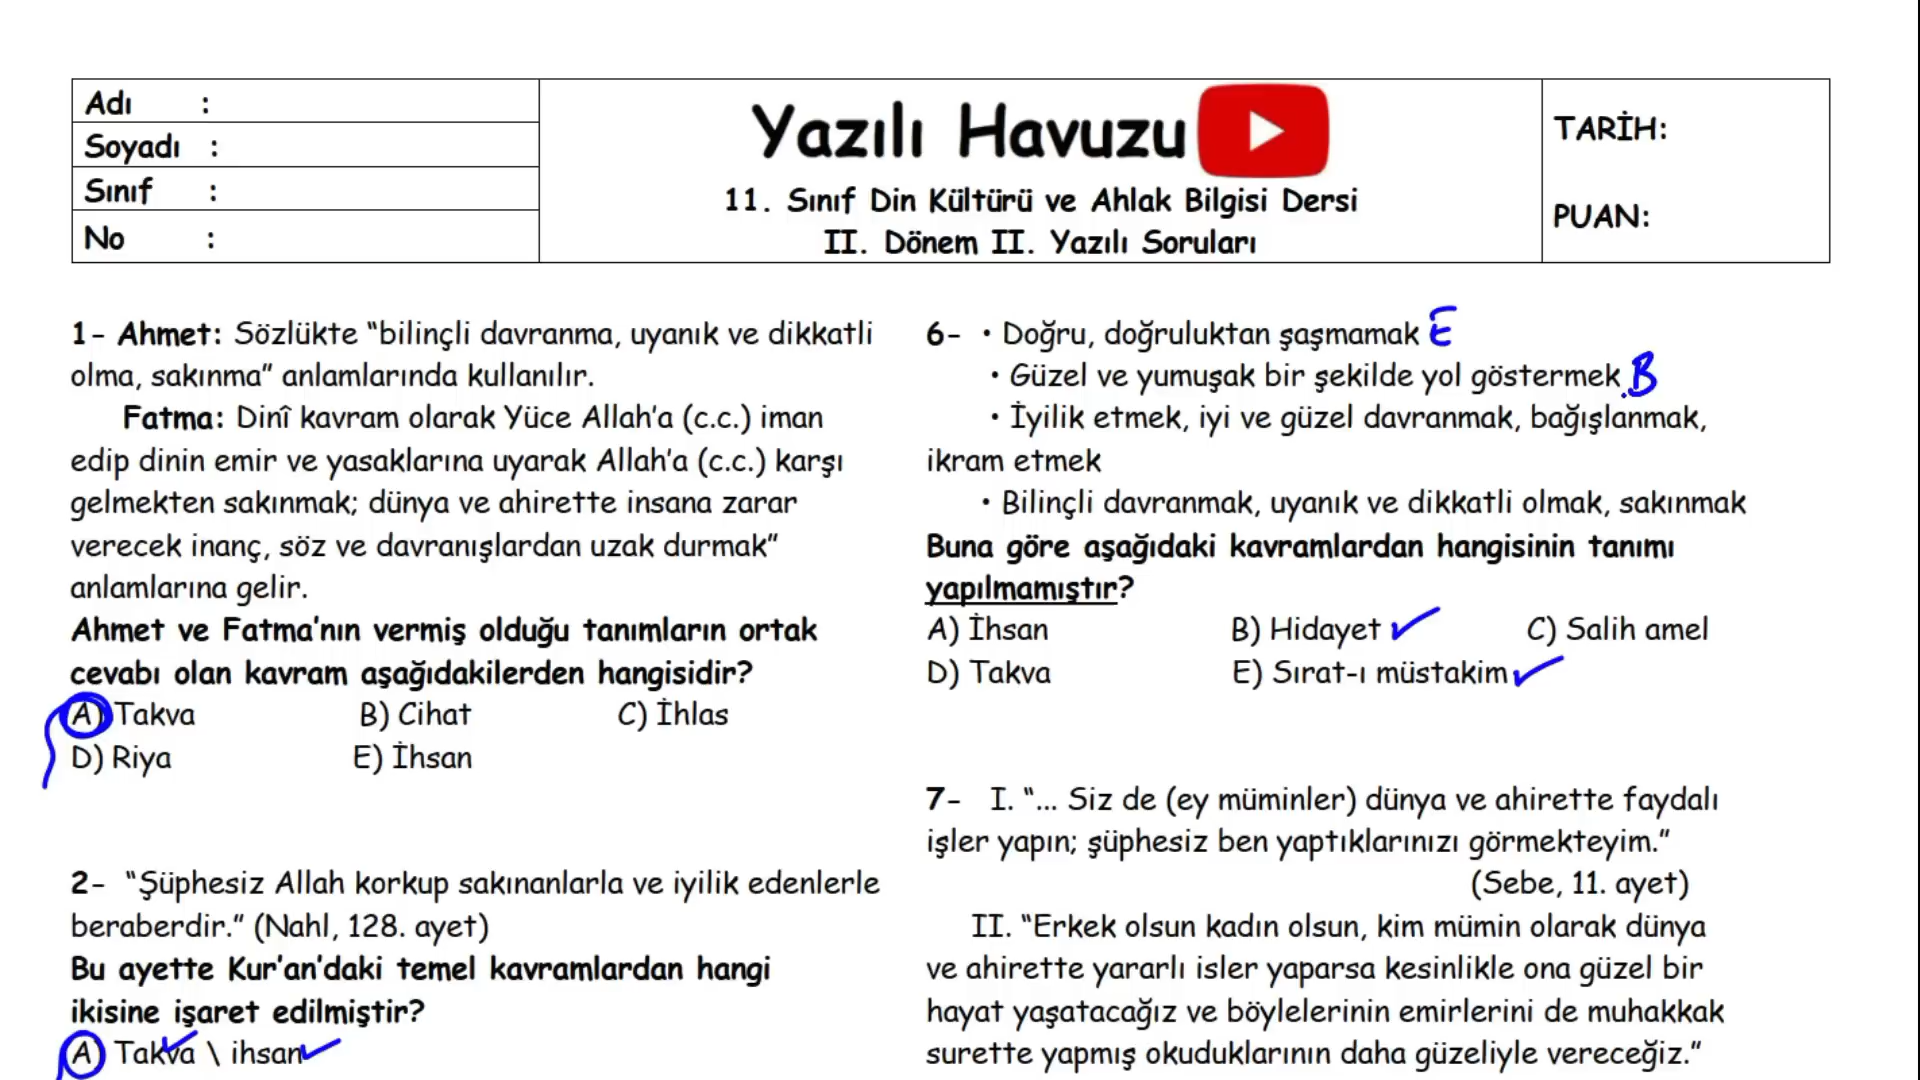 Adı :
Soyadı :
Sınıf :
No :
Yazılı Havuzu
11. Sınıf Din Kültürü ve Ahlak Bilgisi Dersi
II. Dönem II. Yazılı Soruları
TARİH:
PUAN:
1- Ahmet: Sözlükte “bilinçli davranma, uyanık ve dikkatli
olma, sakınma” anlamlarında kullanılır.
Fatma: Dinî kavram olarak Yüce Allah’a (c.c.) iman
edip dinin emir ve yasaklarına uyarak Allah’a (c.c.) karşı
gelmekten sakınmak; dünya ve ahirette insana zarar
verecek inanç, söz ve davranışlardan uzak durmak”
anlamlarına gelir.
Ahmet ve Fatma’nın vermiş olduğu tanımların ortak
cevabı olan kavram aşağıdakilerden hangisidir?
A) Takva B) Cihat C) İhlas
D) Riya E) İhsan
2- “Şüphesiz Allah korkup sakınanlarla ve iyilik edenlerle
beraberdir.” (Nahl, 128. ayet)
Bu ayette Kur’an’daki temel kavramlardan hangi
ikisine işaret edilmiştir?
A) Takva \ ihsan
6- • Doğru, doğruluktan şaşmamak E
• Güzel ve yumuşak bir şekilde yol göstermek B
• İyilik etmek, iyi ve güzel davranmak, bağışlanmak,
ikram etmek
• Bilinçli davranmak, uyanık ve dikkatli olmak, sakınmak
Buna göre aşağıdaki kavramlardan hangisinin tanımı
yapılmamıştır?
A) İhsan B) Hidayet C) Salih amel
D) Takva E) Sırat-ı müstakim
7- I. “... Siz de (ey müminler) dünya ve ahirette faydalı
işler yapın; şüphesiz ben yaptıklarınızı görmekteyim.”
(Sebe, 11. ayet)
II. “Erkek olsun kadın olsun, kim mümin olarak dünya
ve ahirette yararlı isler yaparsa kesinlikle ona güzel bir
hayat yaşatacağız ve böylelerinin emirlerini de muhakkak
surette yapmış okuduklarının daha güzeliyle vereceğiz.”